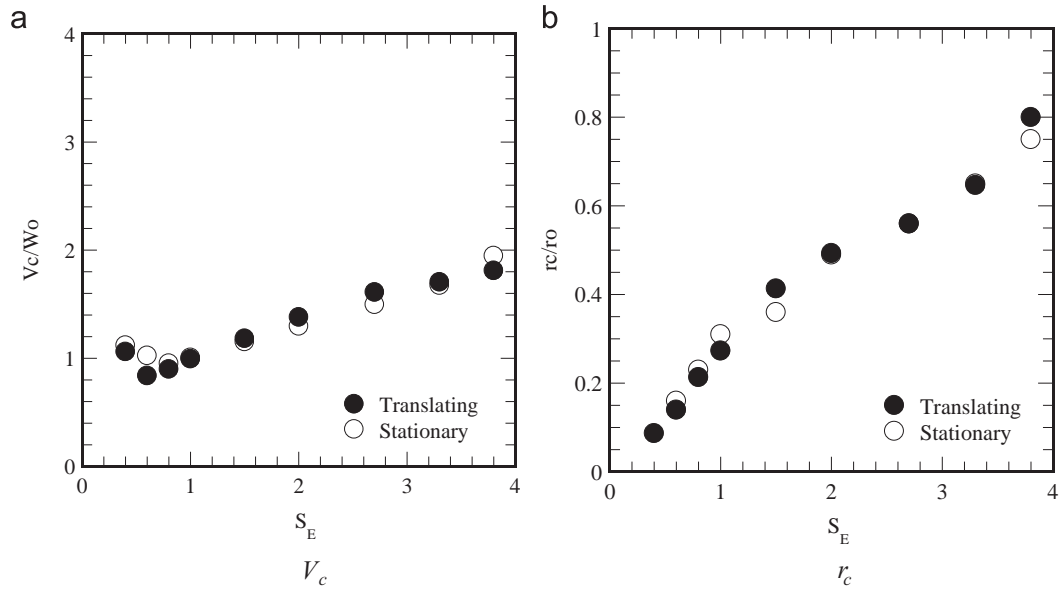 a
4
3
2
1
0
Vc/Wo
Translating
Stationary
0 1 2 3 4
S_E
V_c
b
1
0.8
0.6
0.4
0.2
0
rc/ro
Translating
Stationary
0 1 2 3 4
S_E
r_c